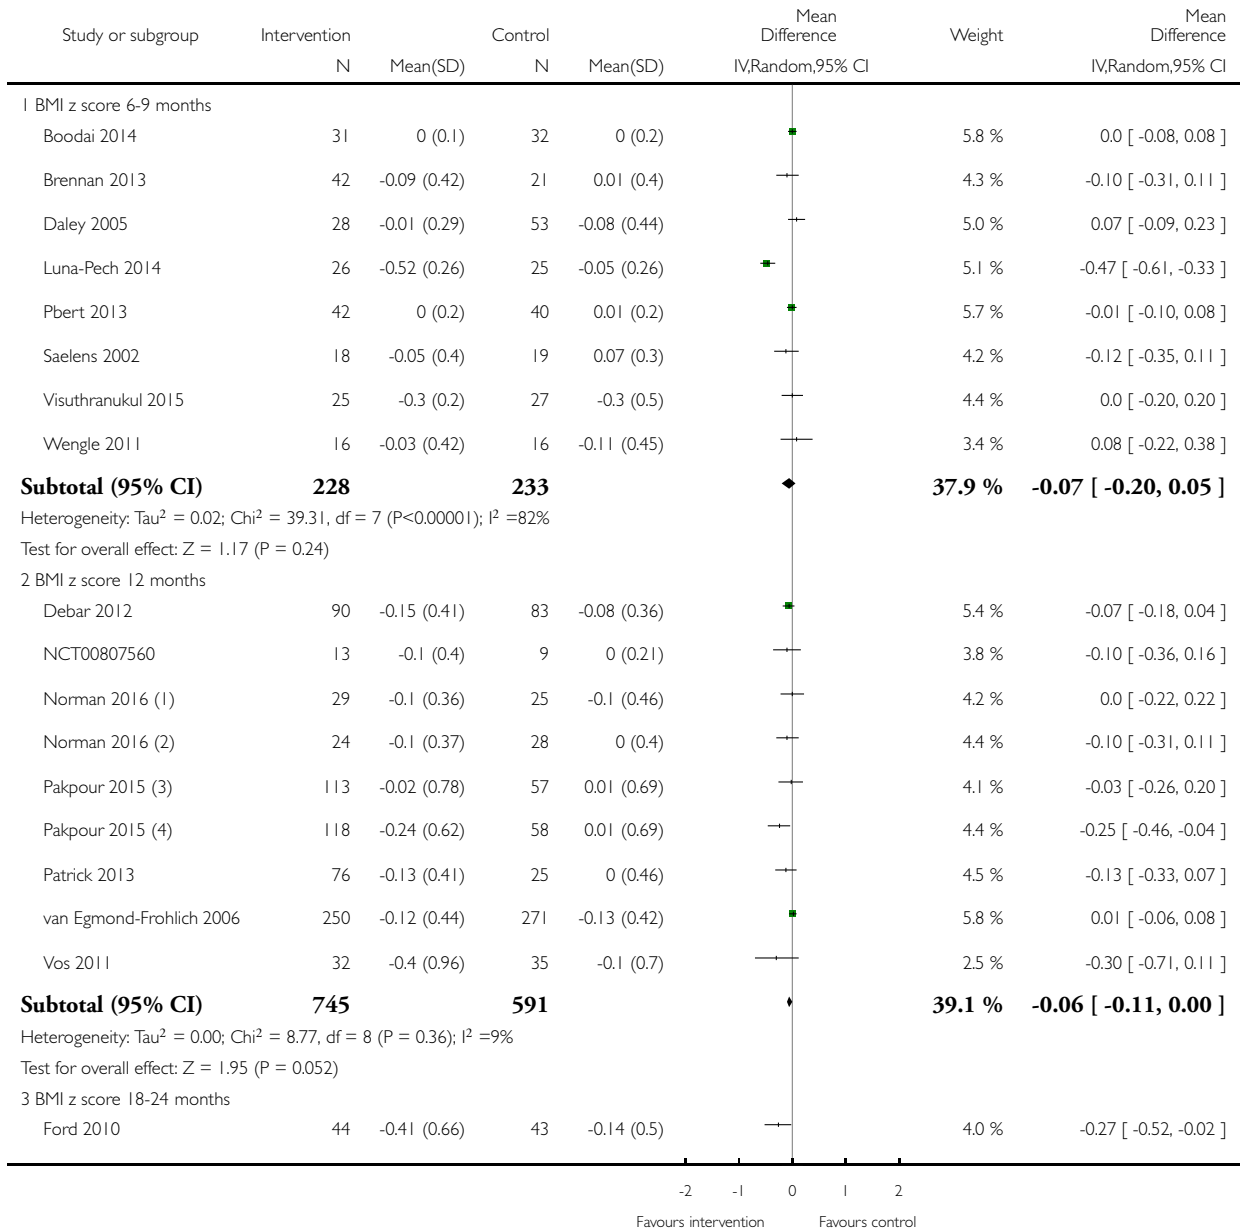 Mean Mean
Study or subgroup Intervention Control Difference Weight Difference
N Mean(SD) N Mean(SD) IV,Random,95% CI IV,Random,95% CI
1 BMI z score 6-9 months
Boodai 2014 31 0 (0.1) 32 0 (0.2) 5.8 % 0.0 [ -0.08, 0.08 ]
Brennan 2013 42 -0.09 (0.42) 21 0.01 (0.4) 4.3 % -0.10 [ -0.31, 0.11 ]
Daley 2005 28 -0.01 (0.29) 53 -0.08 (0.44) 5.0 % 0.07 [ -0.09, 0.23 ]
Luna-Pech 2014 26 -0.52 (0.26) 25 -0.05 (0.26) 5.1 % -0.47 [ -0.61, -0.33 ]
Pbert 2013 42 0 (0.2) 40 0.01 (0.2) 5.7 % -0.01 [ -0.10, 0.08 ]
Saelens 2002 18 -0.05 (0.4) 19 0.07 (0.3) 4.2 % -0.12 [ -0.35, 0.11 ]
Visuthranukul 2015 25 -0.3 (0.2) 27 -0.3 (0.5) 4.4 % 0.0 [ -0.20, 0.20 ]
Wengle 2011 16 -0.03 (0.42) 16 -0.11 (0.45) 3.4 % 0.08 [ -0.22, 0.38 ]
Subtotal (95% CI) 228 233 37.9 % -0.07 [ -0.20, 0.05 ]
Heterogeneity: Tau² = 0.02; Chi² = 39.31, df = 7 (P<0.00001); I² =82%
Test for overall effect: Z = 1.17 (P = 0.24)
2 BMI z score 12 months
Debar 2012 90 -0.15 (0.41) 83 -0.08 (0.36) 5.4 % -0.07 [ -0.18, 0.04 ]
NCT00807560 13 -0.1 (0.4) 9 0 (0.21) 3.8 % -0.10 [ -0.36, 0.16 ]
Norman 2016 (1) 29 -0.1 (0.36) 25 -0.1 (0.46) 4.2 % 0.0 [ -0.22, 0.22 ]
Norman 2016 (2) 24 -0.1 (0.37) 28 0 (0.4) 4.4 % -0.10 [ -0.31, 0.11 ]
Pakpour 2015 (3) 113 -0.02 (0.78) 57 0.01 (0.69) 4.1 % -0.03 [ -0.26, 0.20 ]
Pakpour 2015 (4) 118 -0.24 (0.62) 58 0.01 (0.69) 4.4 % -0.25 [ -0.46, -0.04 ]
Patrick 2013 76 -0.13 (0.41) 25 0 (0.46) 4.5 % -0.13 [ -0.33, 0.07 ]
van Egmond-Frohlich 2006 250 -0.12 (0.44) 271 -0.13 (0.42) 5.8 % 0.01 [ -0.06, 0.08 ]
Vos 2011 32 -0.4 (0.96) 35 -0.1 (0.7) 2.5 % -0.30 [ -0.71, 0.11 ]
Subtotal (95% CI) 745 591 39.1 % -0.06 [ -0.11, 0.00 ]
Heterogeneity: Tau² = 0.00; Chi² = 8.77, df = 8 (P = 0.36); I² =9%
Test for overall effect: Z = 1.95 (P = 0.052)
3 BMI z score 18-24 months
Ford 2010 44 -0.41 (0.66) 43 -0.14 (0.5) 4.0 % -0.27 [ -0.52, -0.02 ]
-2 -1 0 1 2
Favours intervention Favours control